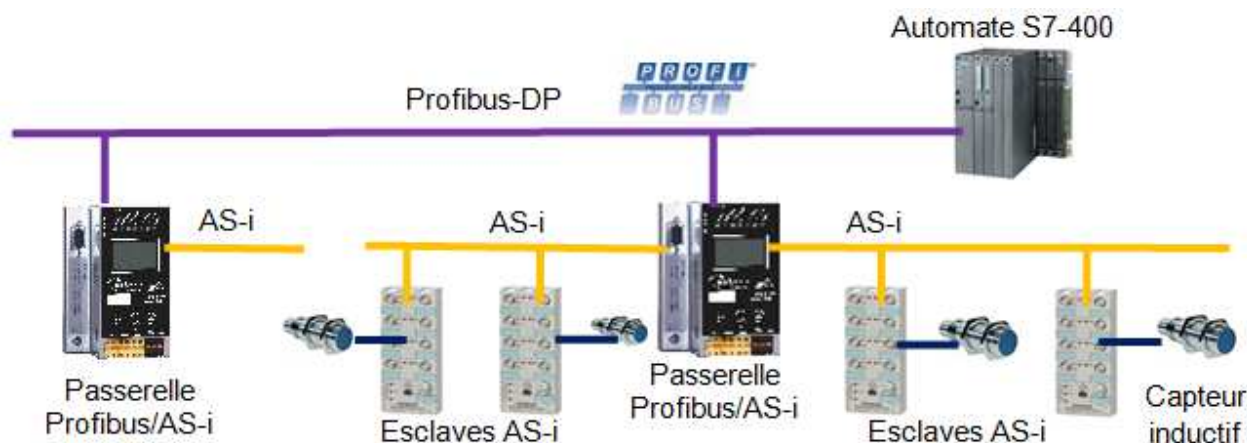 Automate S7-400
PROFI
BUS
Profibus-DP
AS-i
AS-i
AS-i
Passerelle
Profibus/AS-i
Esclaves AS-i
Passerelle
Profibus/AS-i
Esclaves AS-i
Capteur
inductif